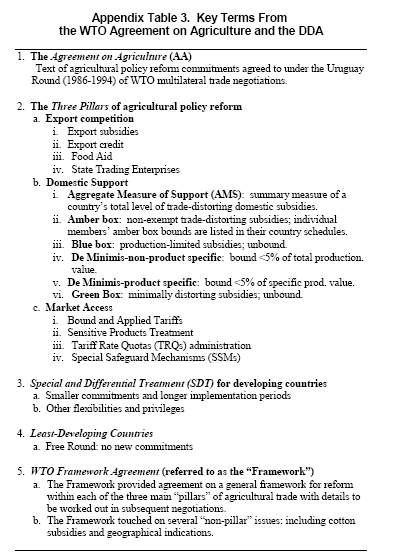 Appendix Table 3. Key Terms From
the WTO Agreement on Agriculture and the DDA
1. The Agreement on Agriculture (AA)
Text of agricultural policy reform commitments agreed to under the Uruguay
Round (1986-1994) of WTO multilateral trade negotiations.
2. The Three Pillars of agricultural policy reform
a. Export competition
i. Export subsidies
ii. Export credit
iii. Food Aid
iv. State Trading Enterprises
b. Domestic Support
i. Aggregate Measure of Support (AMS): summary measure of a
country's total level of trade-distorting domestic subsidies.
ii. Amber box: non-exempt trade-distorting subsidies; individual
members' amber box bounds are listed in their country schedules.
iii. Blue box: production-limited subsidies; unbound.
iv. De Minimis-non-product specific: bound <5% of total production.
value.
v. De Minimis-product specific: bound <5% of specific prod. value.
vi. Green Box: minimally distorting subsidies; unbound.
c. Market Access
i. Bound and Applied Tariffs
ii. Sensitive Products Treatment
iii. Tariff Rate Quotas (TRQs) administration
iv. Special Safeguard Mechanisms (SSMs)
3. Special and Differential Treatment (SDT) for developing countries
a. Smaller commitments and longer implementation periods
b. Other flexibilities and privileges
4. Least-Developing Countries
a. Free Round: no new commitments
5. WTO Framework Agreement (referred to as the “Framework”)
a. The Framework provided agreement on a general framework for reform
within each of the three main “pillars” of agricultural trade with details to
be worked out in subsequent negotiations.
b. The Framework touched on several “non-pillar” issues: including cotton
subsidies and geographical indications.